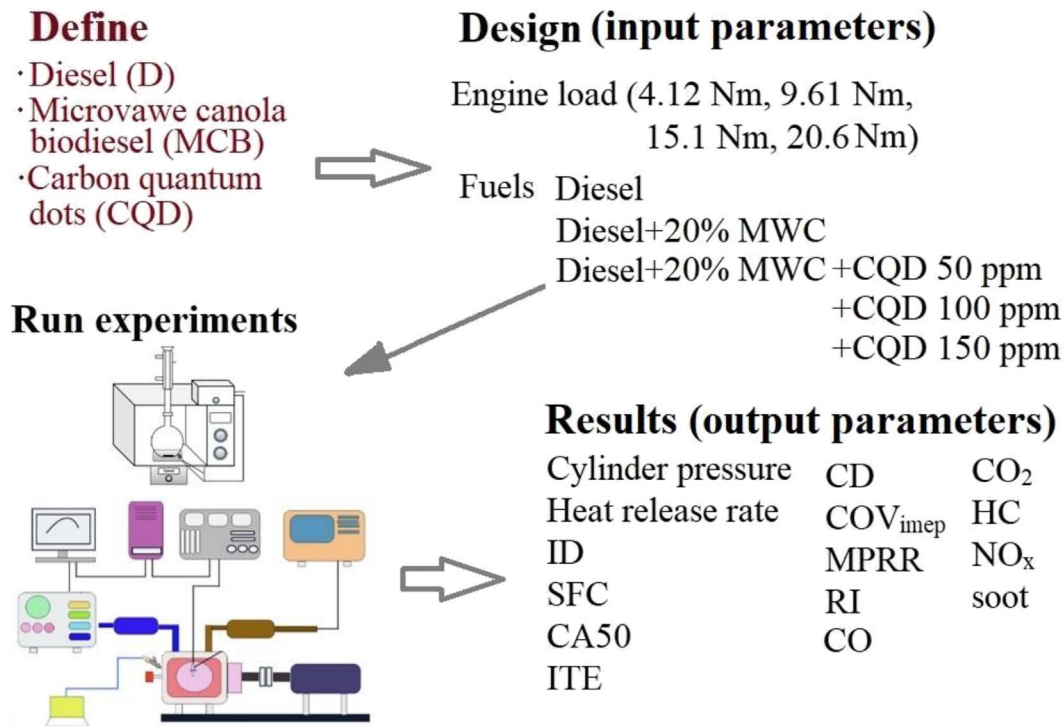 Define
·Diesel (D)
·Microvawe canola
biodiesel (MCB)
·Carbon quantum
dots (CQD)
Design (input parameters)
Engine load (4.12 Nm, 9.61 Nm,
15.1 Nm, 20.6 Nm)
Fuels Diesel
Diesel+20% MWC
Diesel+20% MWC +CQD 50 ppm
+CQD 100 ppm
+CQD 150 ppm
Run experiments
Results (output parameters)
Cylinder pressure
Heat release rate
ID
SFC
CA50
ITE
CD
COVimep
MPRR
RI
CO
CO₂
HC
NOₓ
soot